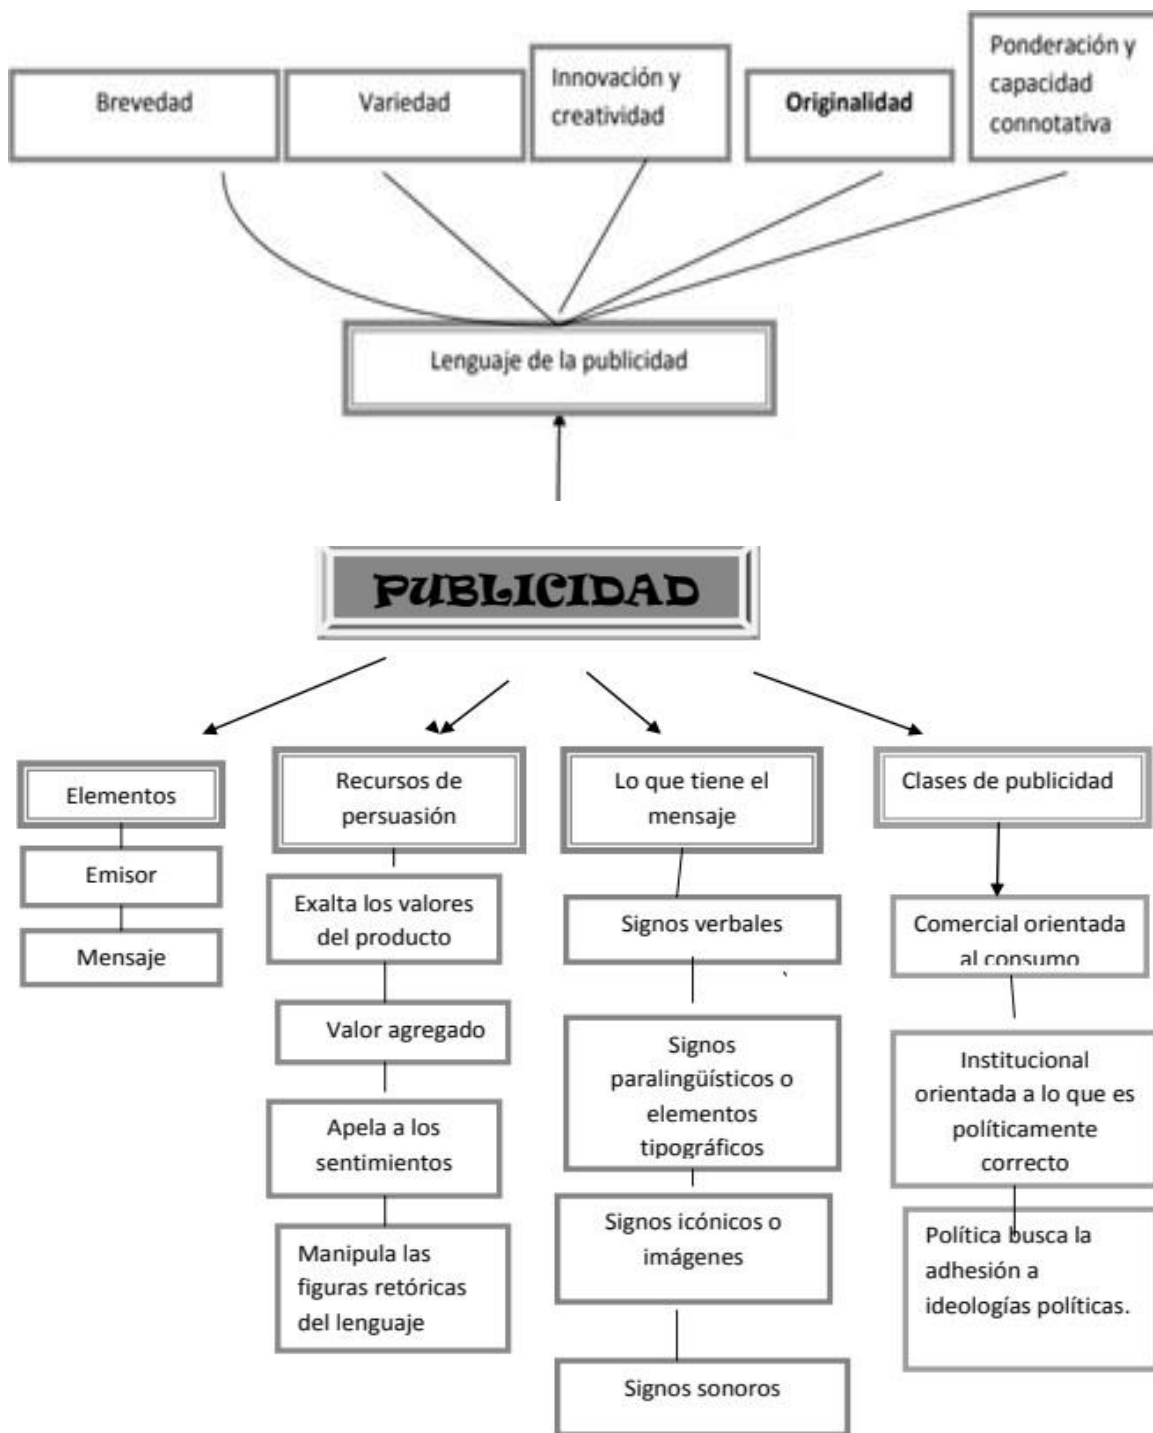 Brevedad
Variedad
Innovación y
creatividad
Originalidad
Ponderación y
capacidad
connotativa
Lenguaje de la publicidad
PUBLICIDAD
Elementos
Emisor
Mensaje
Recursos de
persuasión
Exalta los valores
del producto
Valor agregado
Apela a los
sentimientos
Manipula las
figuras retóricas
del lenguaje
Lo que tiene el
mensaje
Signos verbales
Signos
paralingüísticos o
elementos
tipográficos
Signos icónicos o
imágenes
Signos sonoros
Clases de publicidad
Comercial orientada
al consumo
Institucional
orientada a lo que es
políticamente
correcto
Política busca la
adhesión a
ideologías políticas.